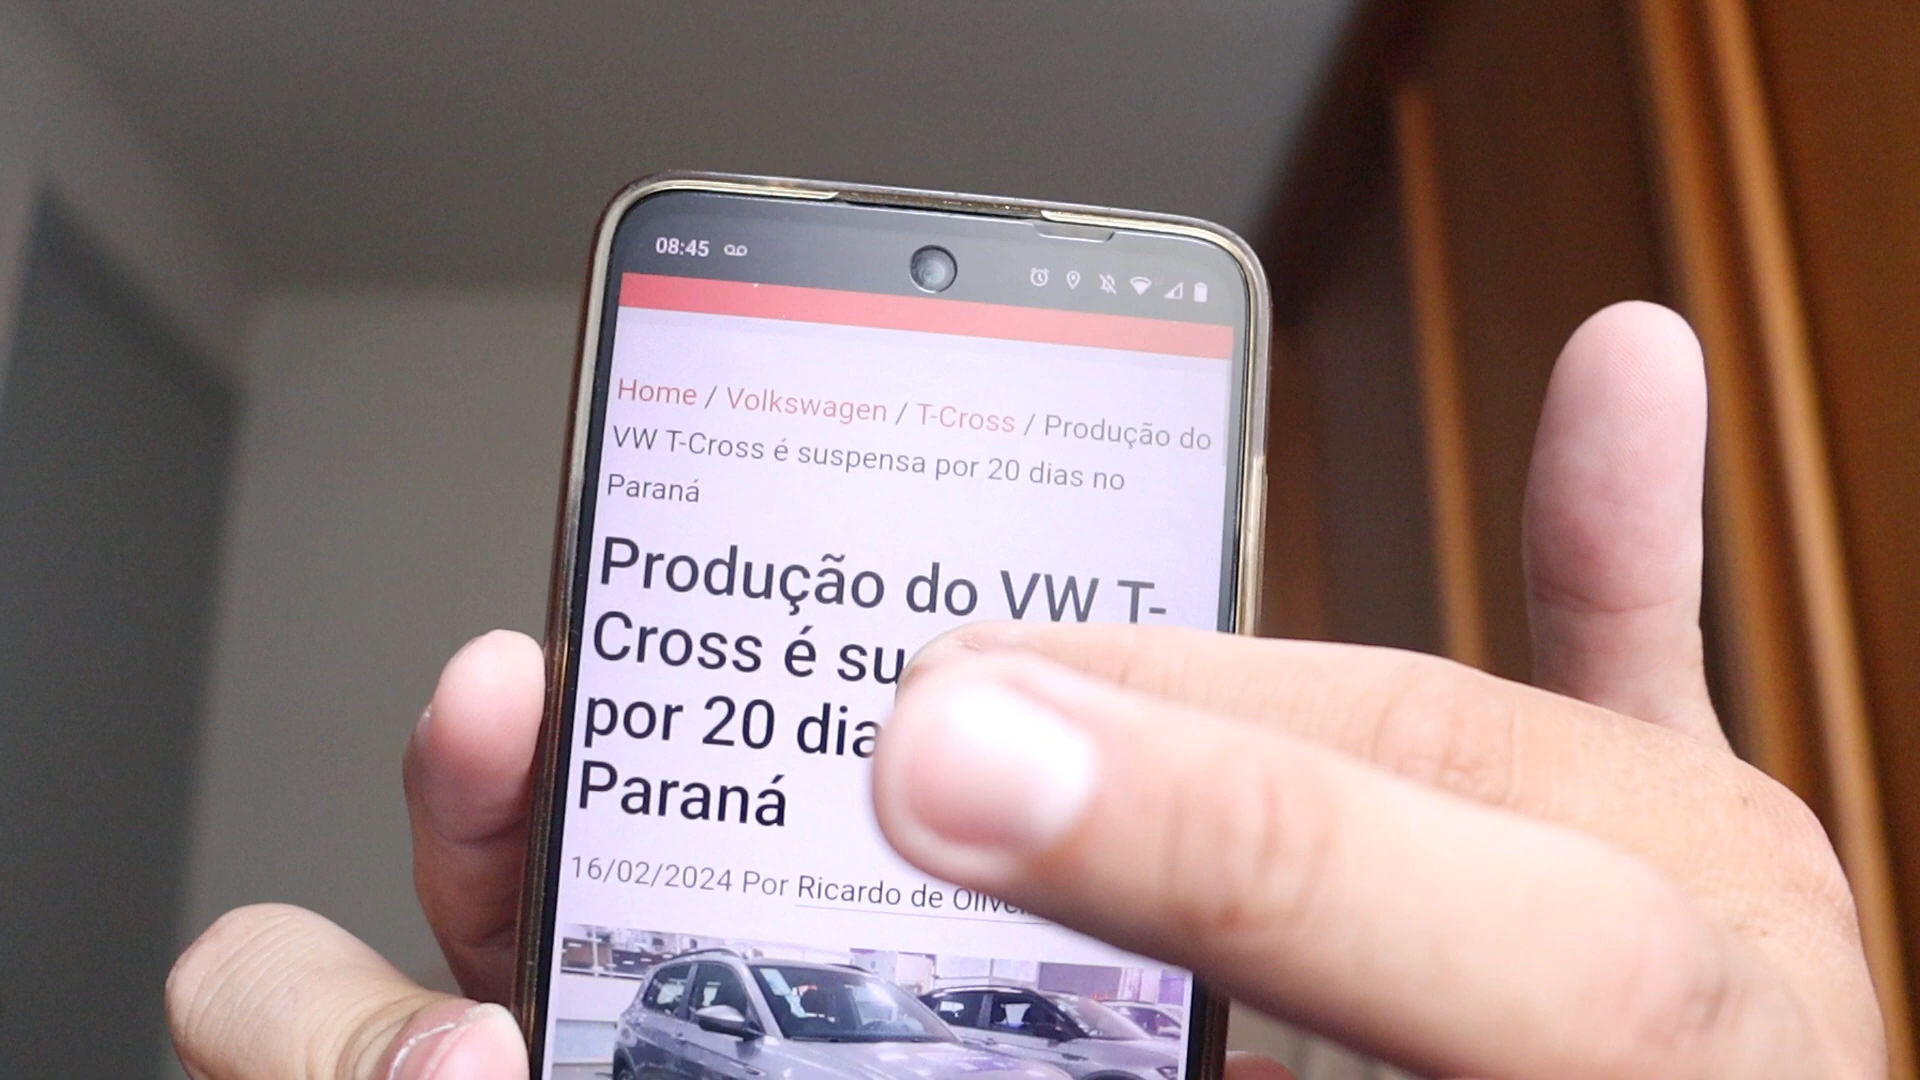 08:45
Home / Volkswagen / T-Cross / Produção do
VW T-Cross é suspensa por 20 dias no
Paraná
Produção do VW T-
Cross é su
por 20 dia
Paraná
16/02/2024 Por Ricardo de